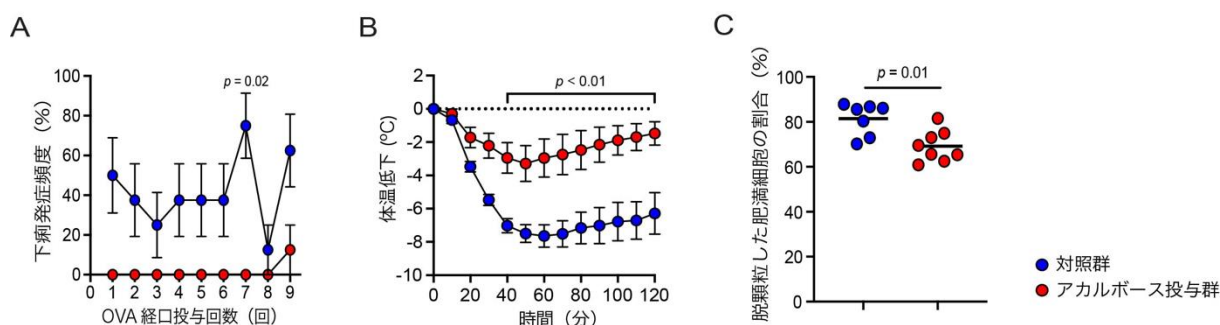 A
下痢発症頻度（%）
100
80
60
40
20
0
p = 0.02
0 1 2 3 4 5 6 7 8 9
OVA 経口投与回数（回）
B
体温低下 (ºC)
p < 0.01
0
-2
-4
-6
-8
-10
0 20 40 60 80 100 120
時間（分）
C
脱顆粒した肥満細胞の割合（%）
p = 0.01
100
80
60
40
20
0
対照群
アカルボース投与群